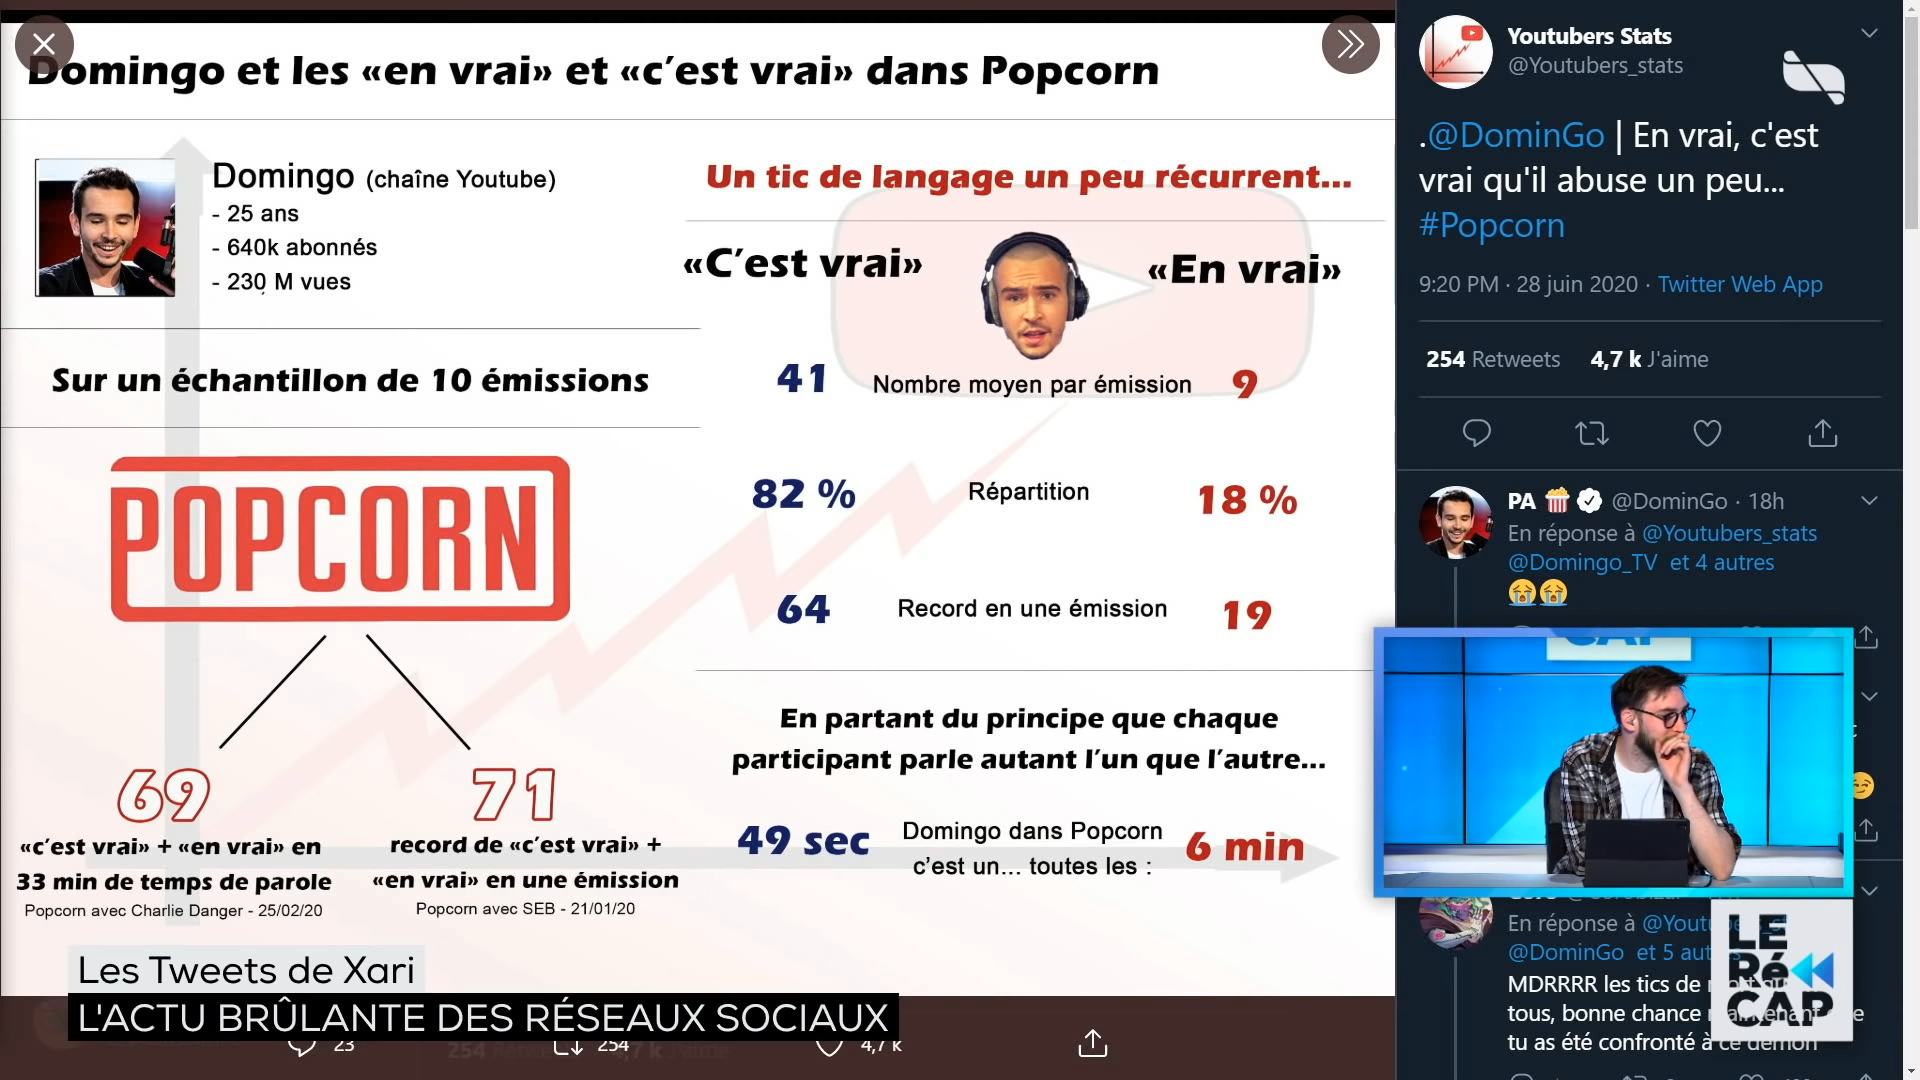 Domingo et les «en vrai» et «c'est vrai» dans Popcorn
Domingo (chaîne Youtube)
- 25 ans
- 640k abonnés
- 230 M vues
Sur un échantillon de 10 émissions
POPCORN
69
«c'est vrai» + «en vrai» en
33 min de temps de parole
Popcorn avec Charlie Danger - 25/02/20
71
record de «c'est vrai» +
«en vrai» en une émission
Popcorn avec SEB - 21/01/20
Un tic de langage un peu récurrent...
«C'est vrai»
«En vrai»
41 Nombre moyen par émission 9
82 % Répartition 18 %
64 Record en une émission 19
En partant du principe que chaque
participant parle autant l'un que l'autre...
49 sec
Domingo dans Popcorn
c'est un... toutes les :
6 min
Les Tweets de Xari
L'ACTU BRÛLANTE DES RÉSEAUX SOCIAUX
23 254 4,7 k
Youtubers Stats
@Youtubers_stats
.@DominGo | En vrai, c'est
vrai qu'il abuse un peu...
#Popcorn
9:20 PM · 28 juin 2020 · Twitter Web App
254 Retweets 4,7 k J'aime
PA @DominGo · 18h
En réponse à @Youtubers_stats
@Domingo_TV et 4 autres
😭😭
En réponse à
@DominGo et 5
MDRRRR les tics de
tous, bonne chance
tu as été confronté à ce démon
LE
Ré
CAP